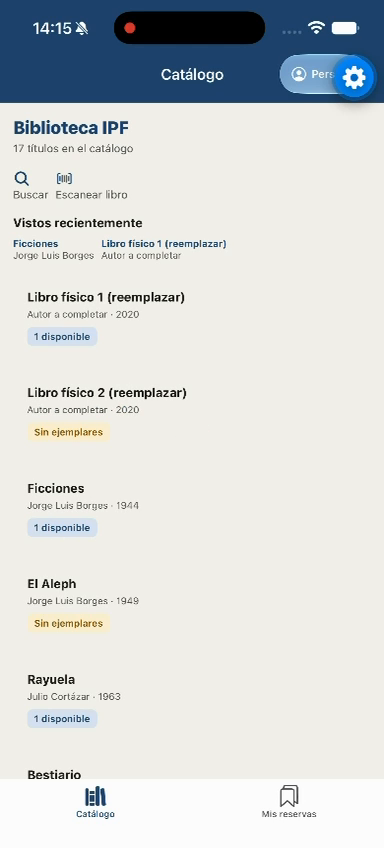 14:15
Catálogo
Pers
Biblioteca IPF
17 títulos en el catálogo
Buscar Escanear libro
Vistos recientemente
Ficciones Libro físico 1 (reemplazar)
Jorge Luis Borges Autor a completar
Libro físico 1 (reemplazar)
Autor a completar · 2020
1 disponible
Libro físico 2 (reemplazar)
Autor a completar · 2020
Sin ejemplares
Ficciones
Jorge Luis Borges · 1944
1 disponible
El Aleph
Jorge Luis Borges · 1949
Sin ejemplares
Rayuela
Julio Cortázar · 1963
1 disponible
Bestiario
Catálogo Mis reservas